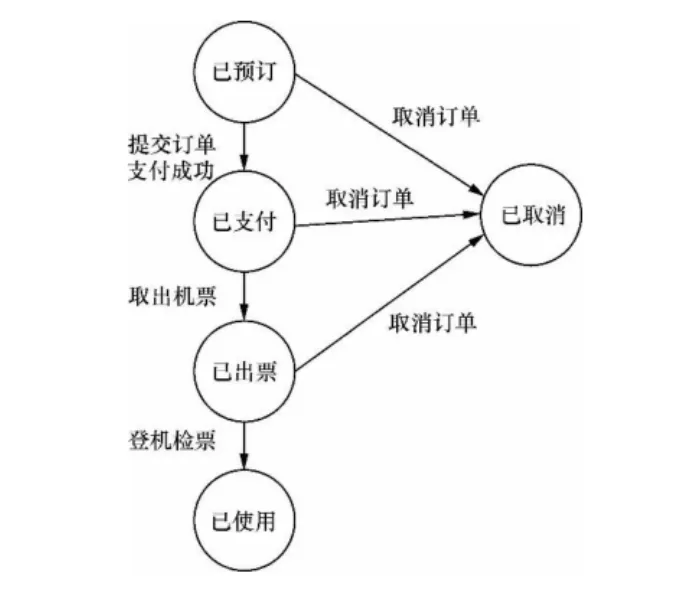 已预订
取消订单
提交订单
支付成功
取消订单
已支付
已取消
取出机票
取消订单
已出票
登机检票
已使用